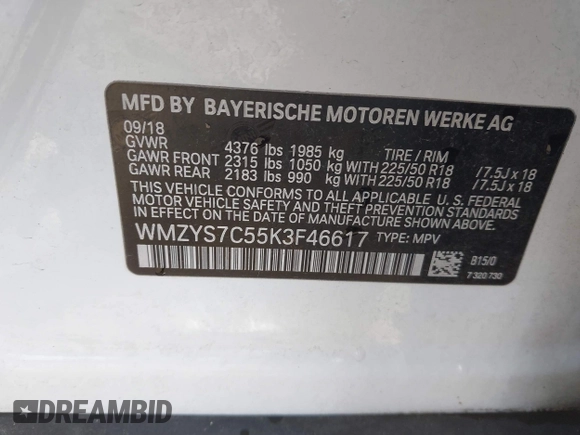 MFD BY BAYERISCHE MOTOREN WERKE AG
09/18
GVWR 4376 lbs 1985 kg TIRE / RIM
GAWR FRONT 2315 lbs 1050 kg WITH 225/50 R18 /7.5J x 18
GAWR REAR 2183 lbs 990 kg WITH 225/50 R18 /7.5J x 18
THIS VEHICLE CONFORMS TO ALL APPLICABLE U. S. FEDERAL
MOTOR VEHICLE SAFETY AND THEFT PREVENTION STANDARDS
IN EFFECT ON THE DATE OF MANUFACTURE SHOWN ABOVE.
WMZYS7C55K3F46617 TYPE: MPV
B15/0
7 320 730
DREAMBID